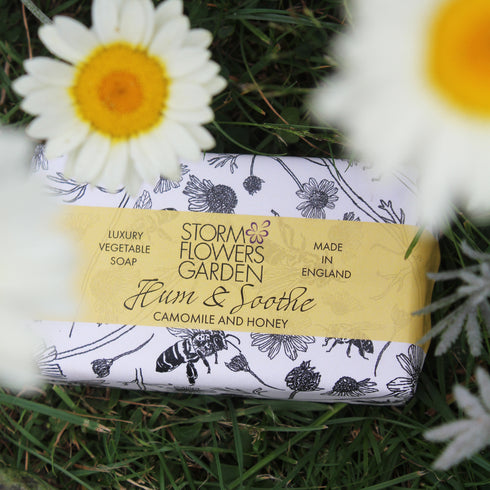 LUXURY
VEGETABLE
SOAP
STORM
FLOWERS
GARDEN
MADE
IN
ENGLAND
Hum & Soothe
CAMOMILE AND HONEY